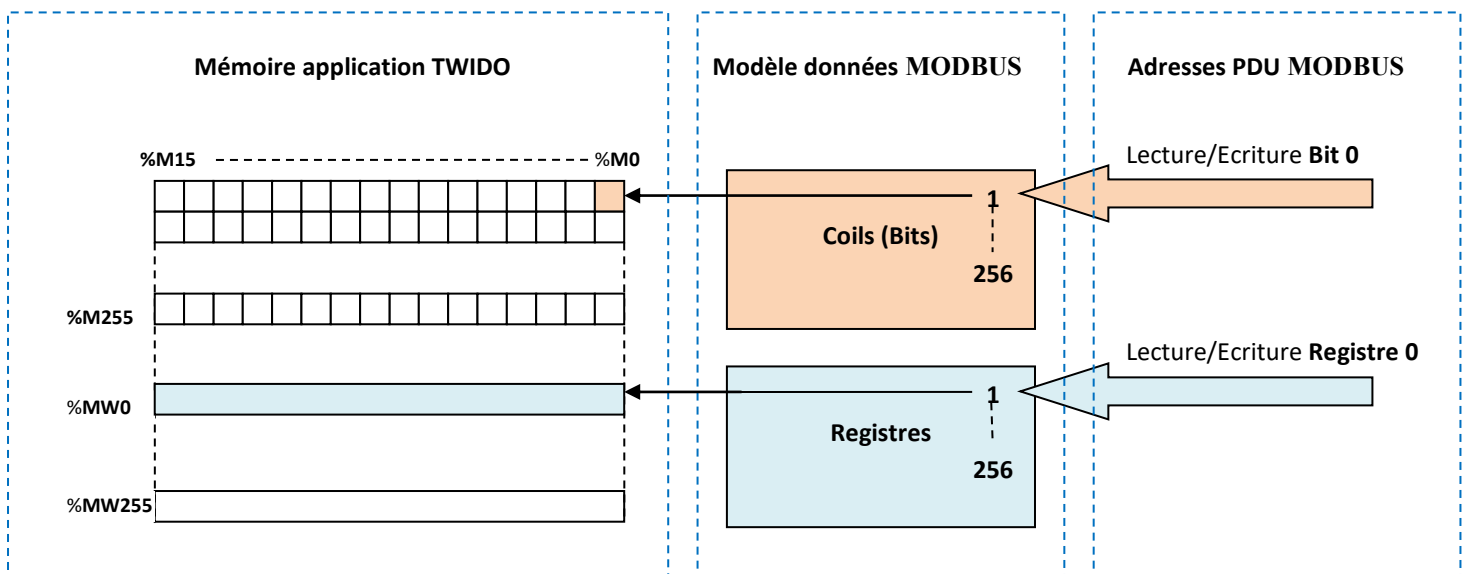 Mémoire application TWIDO
Modèle données MODBUS
Adresses PDU MODBUS
%M15
%M0
%M255
%MW0
%MW255
1
Coils (Bits)
256
1
Registres
256
Lecture/Ecriture Bit 0
Lecture/Ecriture Registre 0